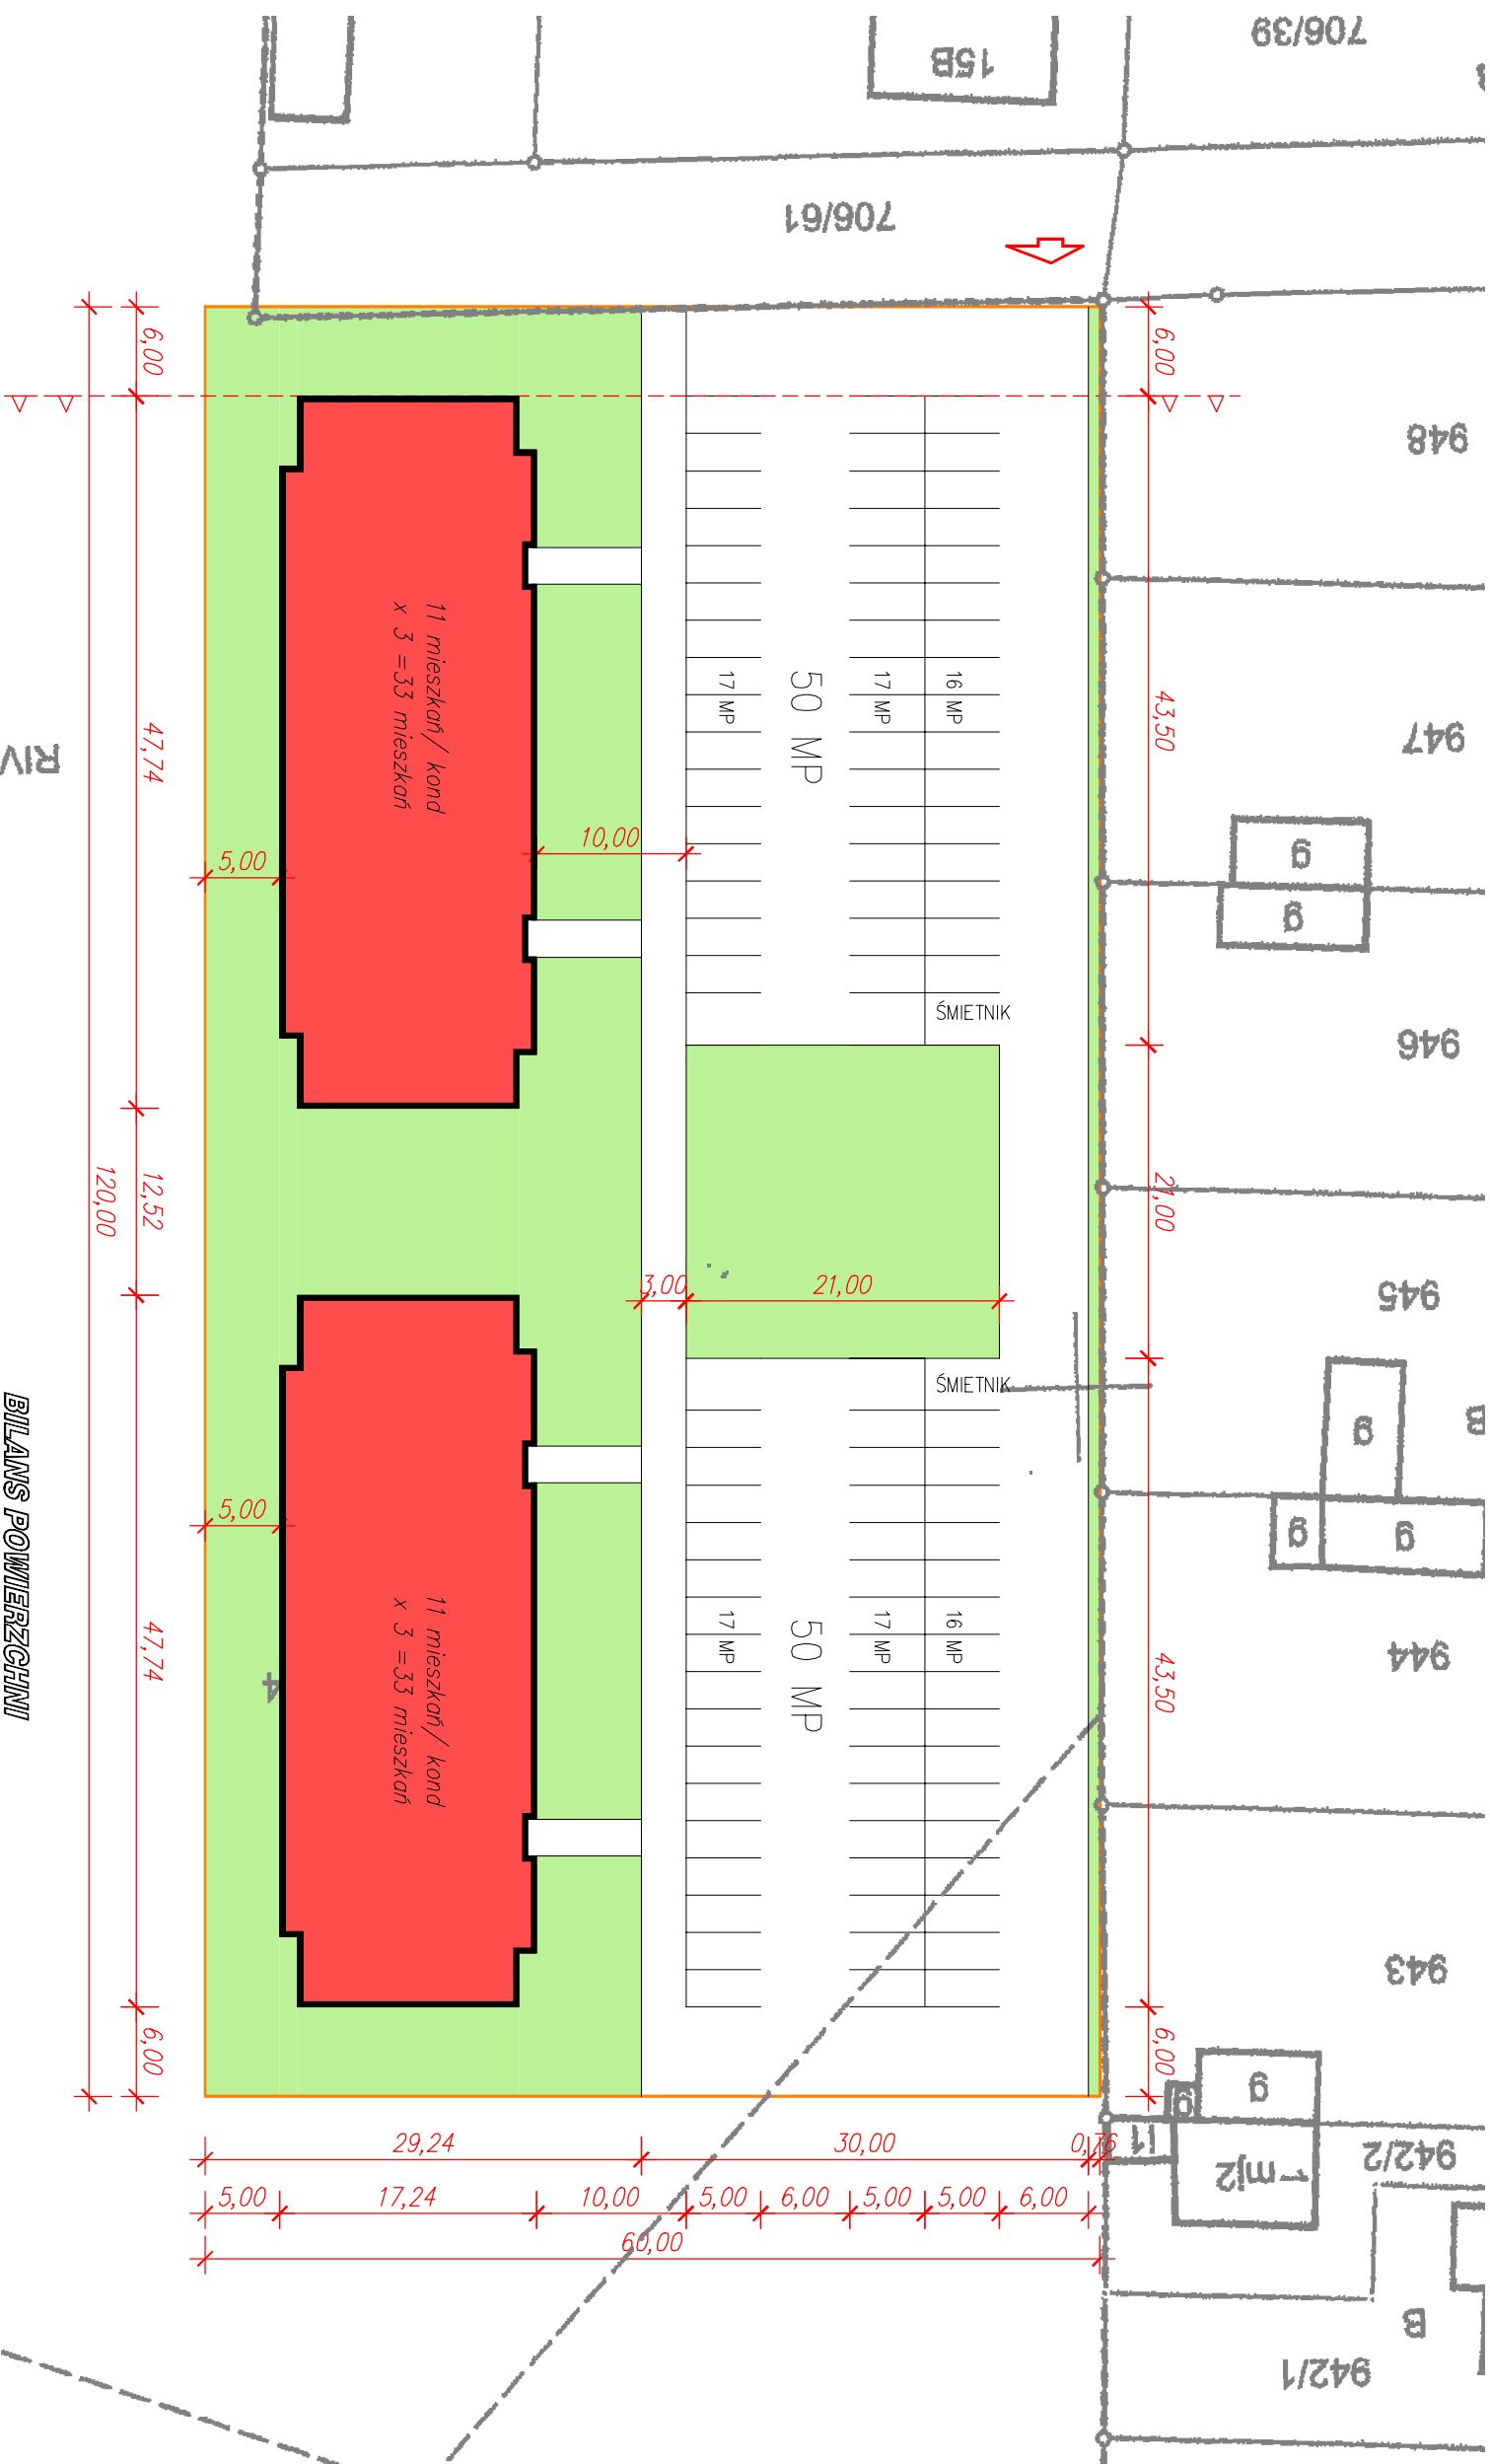 706/39
15B
706/61
6,00
6,00
948
43,50
947
11 mieszkań/ kond
x 3 =33 mieszkań
50 MP
17 MP
17 MP
16 MP
47,74
RIV
10,00
5,00
g
g
ŚMIETNIK
946
12,52
120,00
21,00
3,00
21,00
945
ŚMIETNIK
BILANS POWIERZCHNI
5,00
g
B
g
g
11 mieszkań/ kond
x 3 =33 mieszkań
50 MP
17 MP
17 MP
16 MP
47,74
4
43,50
944
943
6,00
6,00
g
g
i1
mj2
942/2
29,24
30,00
0,76
5,00
17,24
10,00
5,00
6,00
5,00
5,00
6,00
60,00
B
942/1